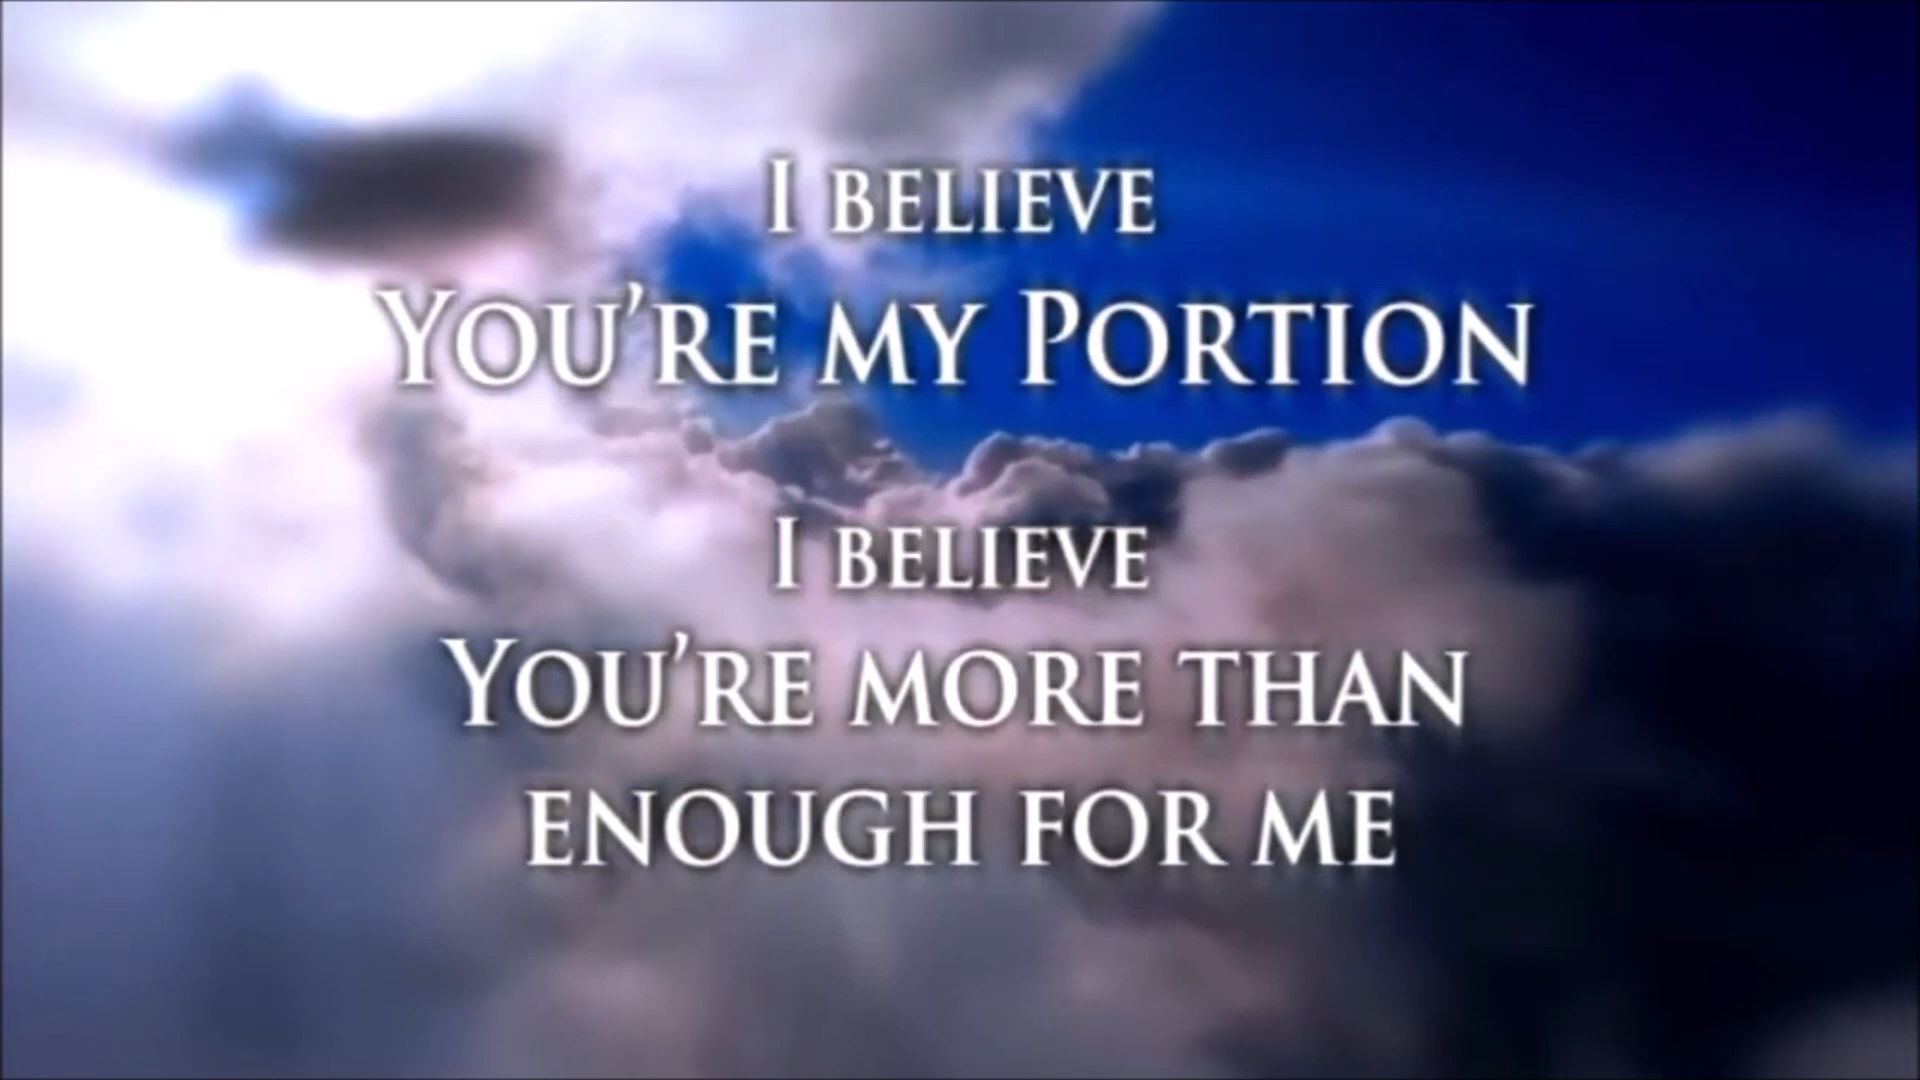 I BELIEVE
YOU'RE MY PORTION
I BELIEVE
YOU'RE MORE THAN
ENOUGH FOR ME